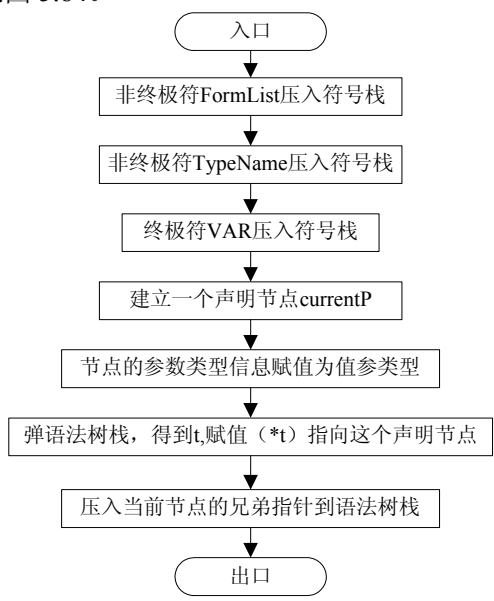 入口
非终极符FormList压入符号栈
非终极符TypeName压入符号栈
终极符VAR压入符号栈
建立一个声明节点currentP
节点的参数类型信息赋值为值参类型
弹语法树栈，得到t,赋值（*t）指向这个声明节点
压入当前节点的兄弟指针到语法树栈
出口